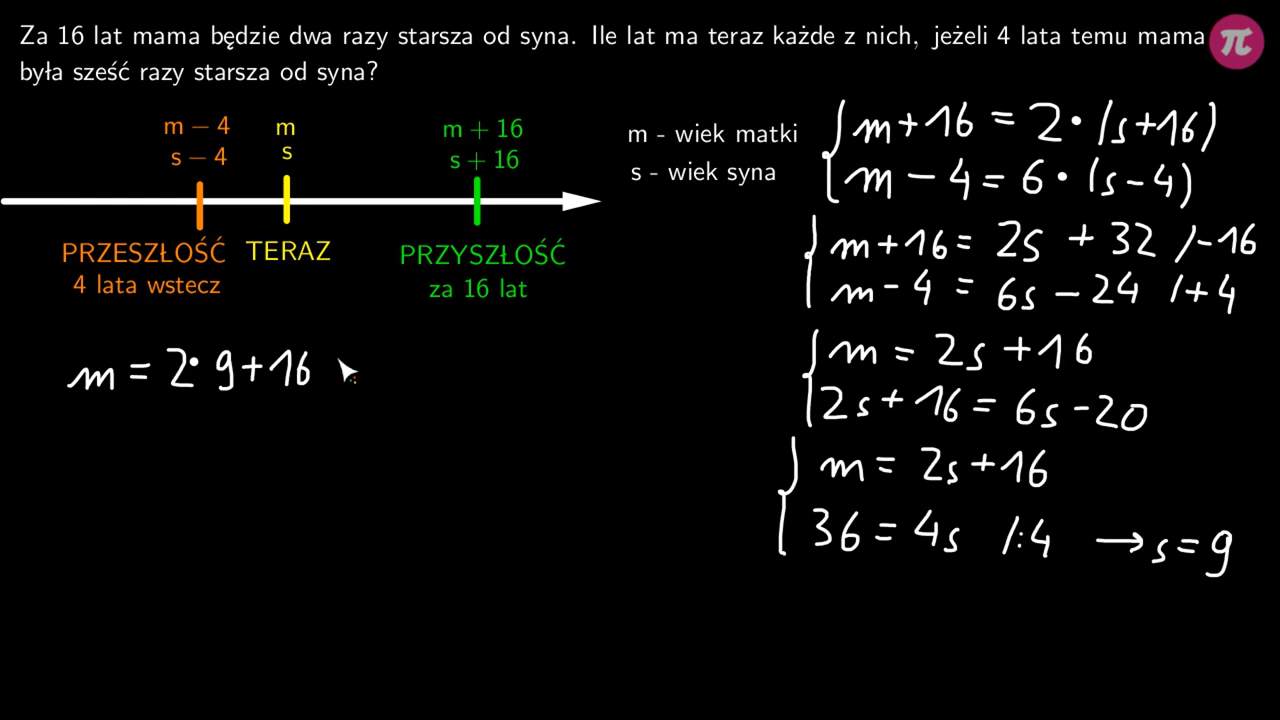 Za 16 lat mama będzie dwa razy starsza od syna. Ile lat ma teraz każde z nich, jeżeli 4 lata temu mama
była sześć razy starsza od syna?
π
m – 4
s – 4
m
s
m + 16
s + 16
PRZESZŁOŚĆ
4 lata wstecz
TERAZ
PRZYSZŁOŚĆ
za 16 lat
m - wiek matki
s - wiek syna
m+16 = 2•(s+16)
m – 4 = 6•(s-4)
m+16 = 2s + 32 /-16
m-4 = 6s – 24 /+4
m = 2s +16
2s+16 = 6s -20
m = 2s+16
36 = 4s /:4 → s=9
m = 2• 9+16